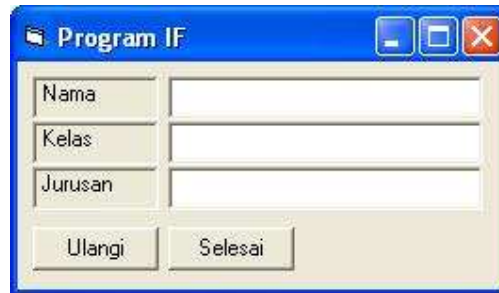 Program IF
Nama
Kelas
Jurusan
Ulangi Selesai